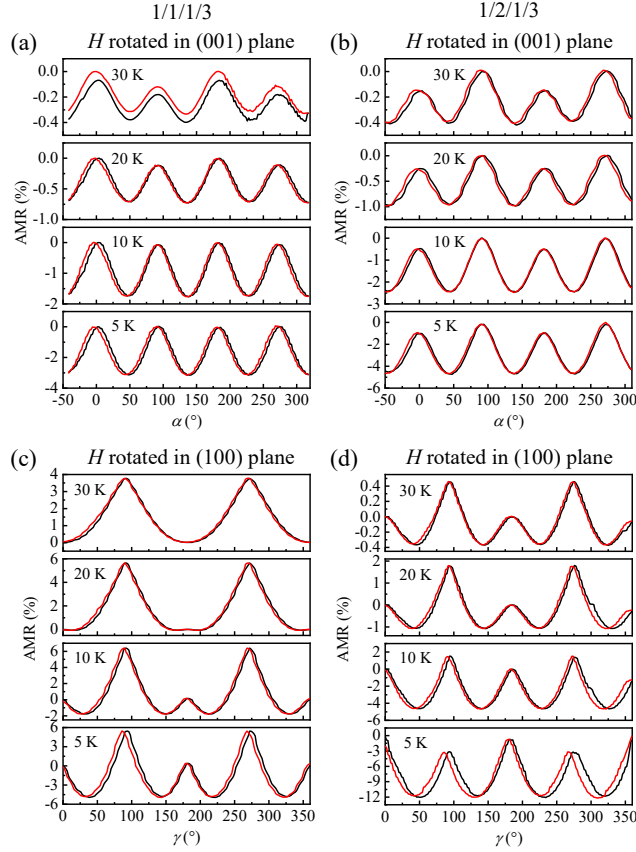 1/1/1/3
1/2/1/3
(a) H rotated in (001) plane
0.0
-0.2
-0.4
30 K
0.0
-0.5
-1.0
20 K
0
-1
-2
10 K
0
-2
-4
5 K
AMR (%)
-50 0 50 100 150 200 250 300
α (°)
(b) H rotated in (001) plane
0.0
-0.2
-0.4
30 K
0.0
-0.5
-1.0
20 K
0
-1
-2
-3
10 K
0
-2
-4
-6
5 K
AMR (%)
-50 0 50 100 150 200 250 300
α (°)
(c) H rotated in (100) plane
4
3
2
1
0
30 K
6
4
2
0
20 K
6
4
2
0
-2
10 K
6
3
0
-3
-6
5 K
AMR (%)
0 50 100 150 200 250 300 350
γ (°)
(d) H rotated in (100) plane
0.4
0.2
0.0
-0.2
-0.4
30 K
2
1
0
-1
20 K
2
0
-2
-4
-6
10 K
0
-3
-6
-9
-12
5 K
AMR (%)
0 50 100 150 200 250 300 350
γ (°)